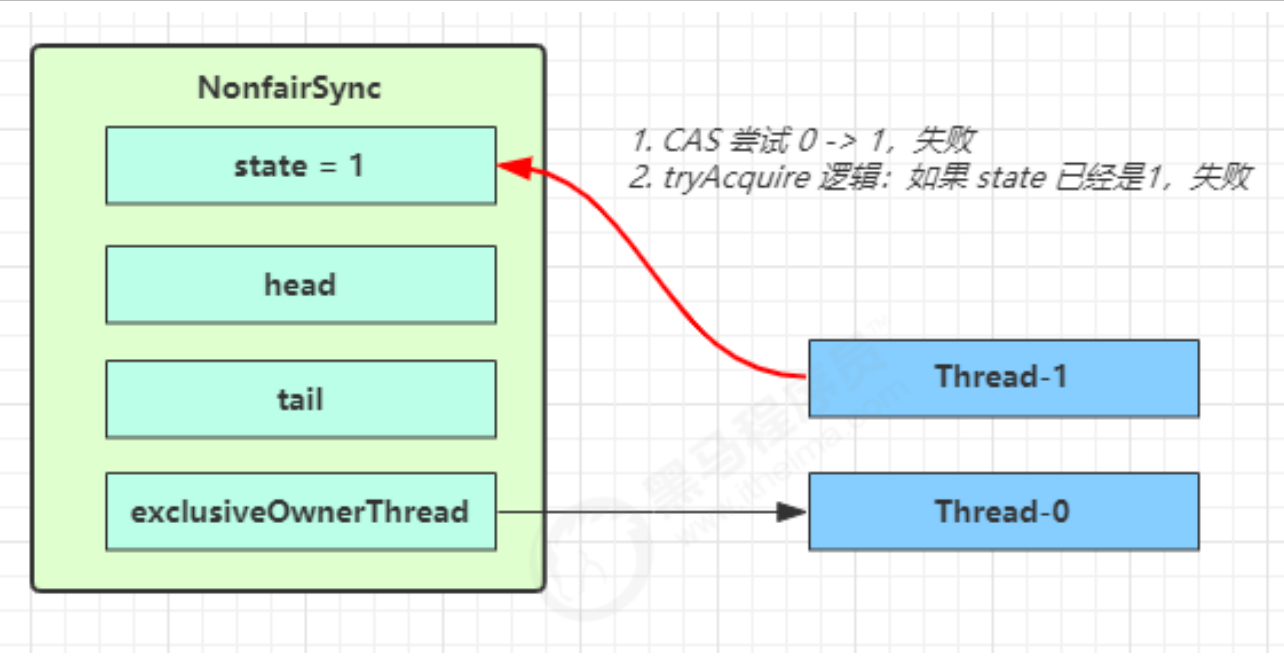 NonfairSync
state = 1
head
tail
exclusiveOwnerThread
1. CAS 尝试 0 -> 1，失败
2. tryAcquire 逻辑：如果 state 已经是1，失败
Thread-1
Thread-0
黑马程序员™
www.itheima.com